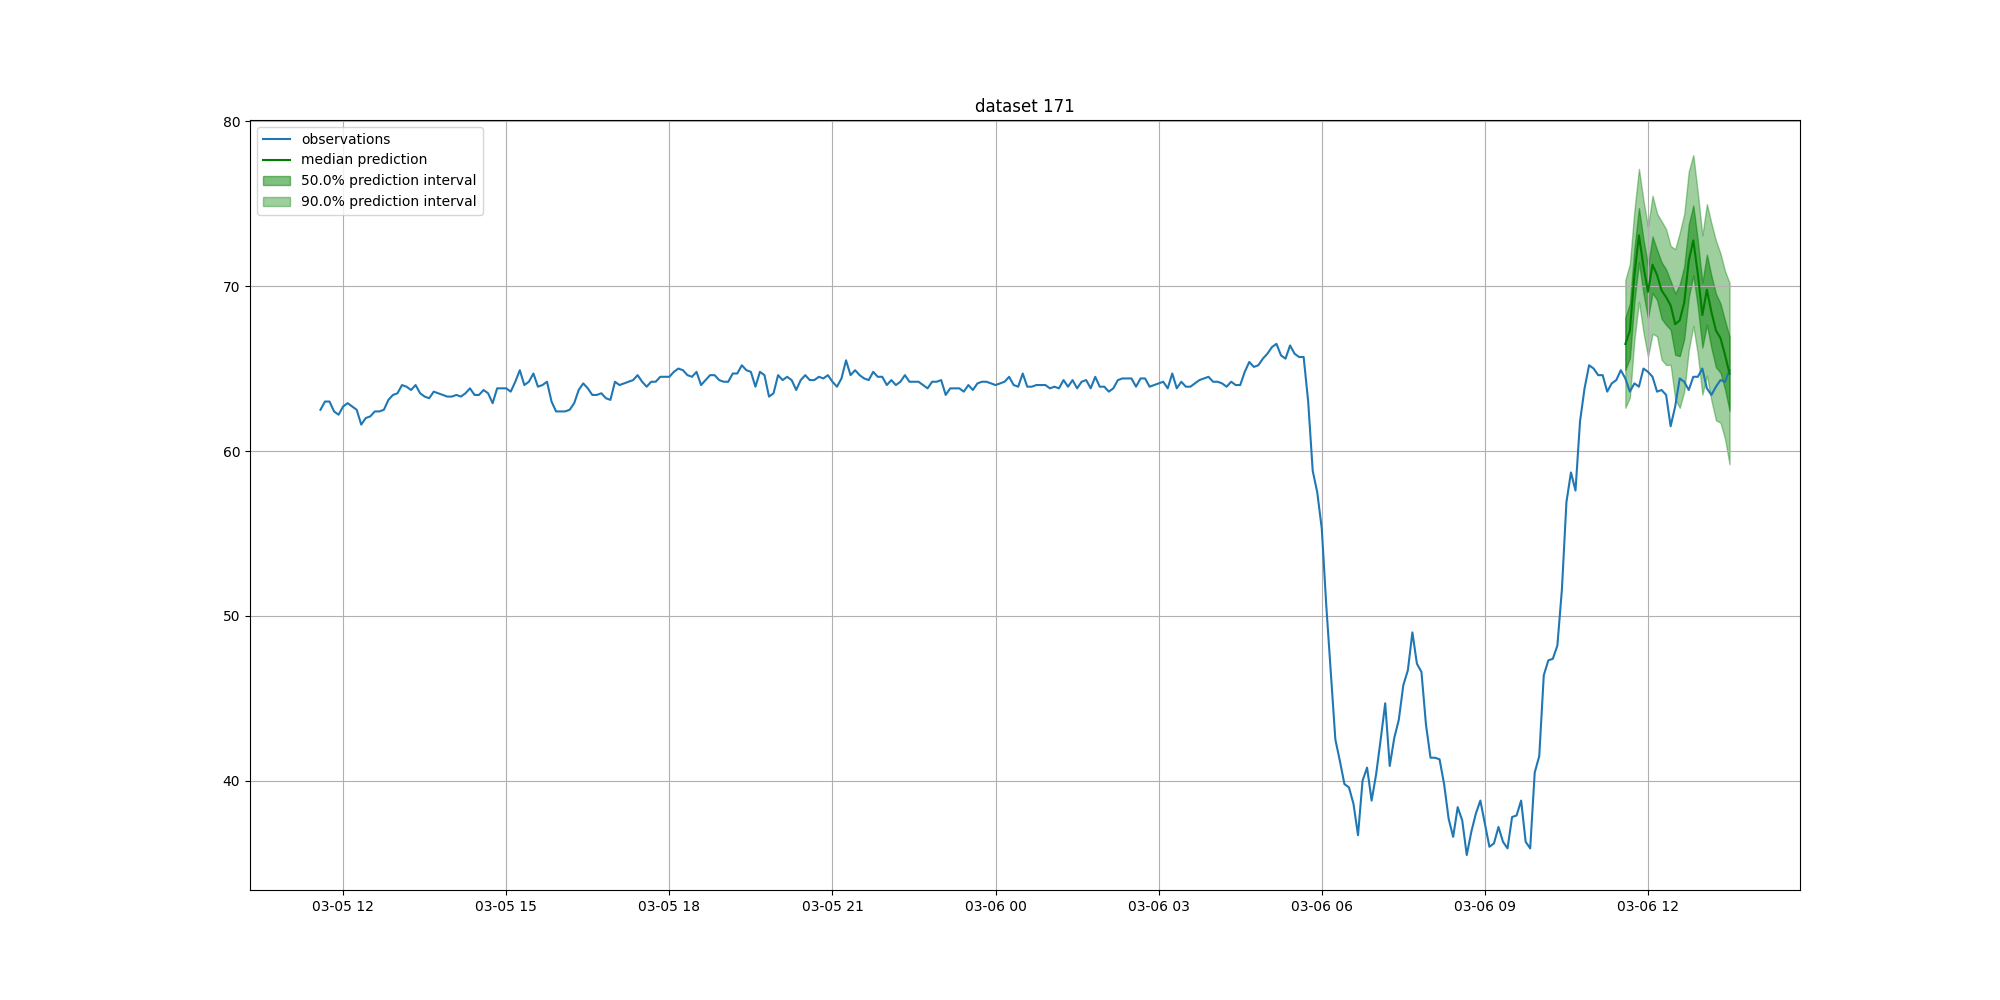 dataset 171
80
70
60
50
40
observations
median prediction
50.0% prediction interval
90.0% prediction interval
03-05 12
03-05 15
03-05 18
03-05 21
03-06 00
03-06 03
03-06 06
03-06 09
03-06 12